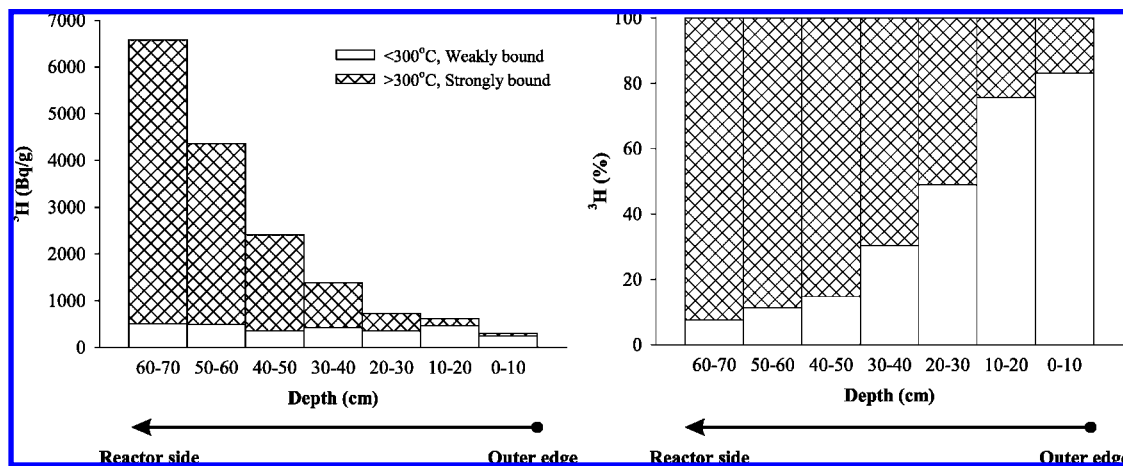 7000
6000
5000
4000
3000
2000
1000
0
³H (Bq/g)
<300°C, Weakly bound
>300°C, Strongly bound
60-70 50-60 40-50 30-40 20-30 10-20 0-10
Depth (cm)
Reactor side Outer edge
100
80
60
40
20
0
³H (%)
60-70 50-60 40-50 30-40 20-30 10-20 0-10
Depth (cm)
Reactor side Outer edge